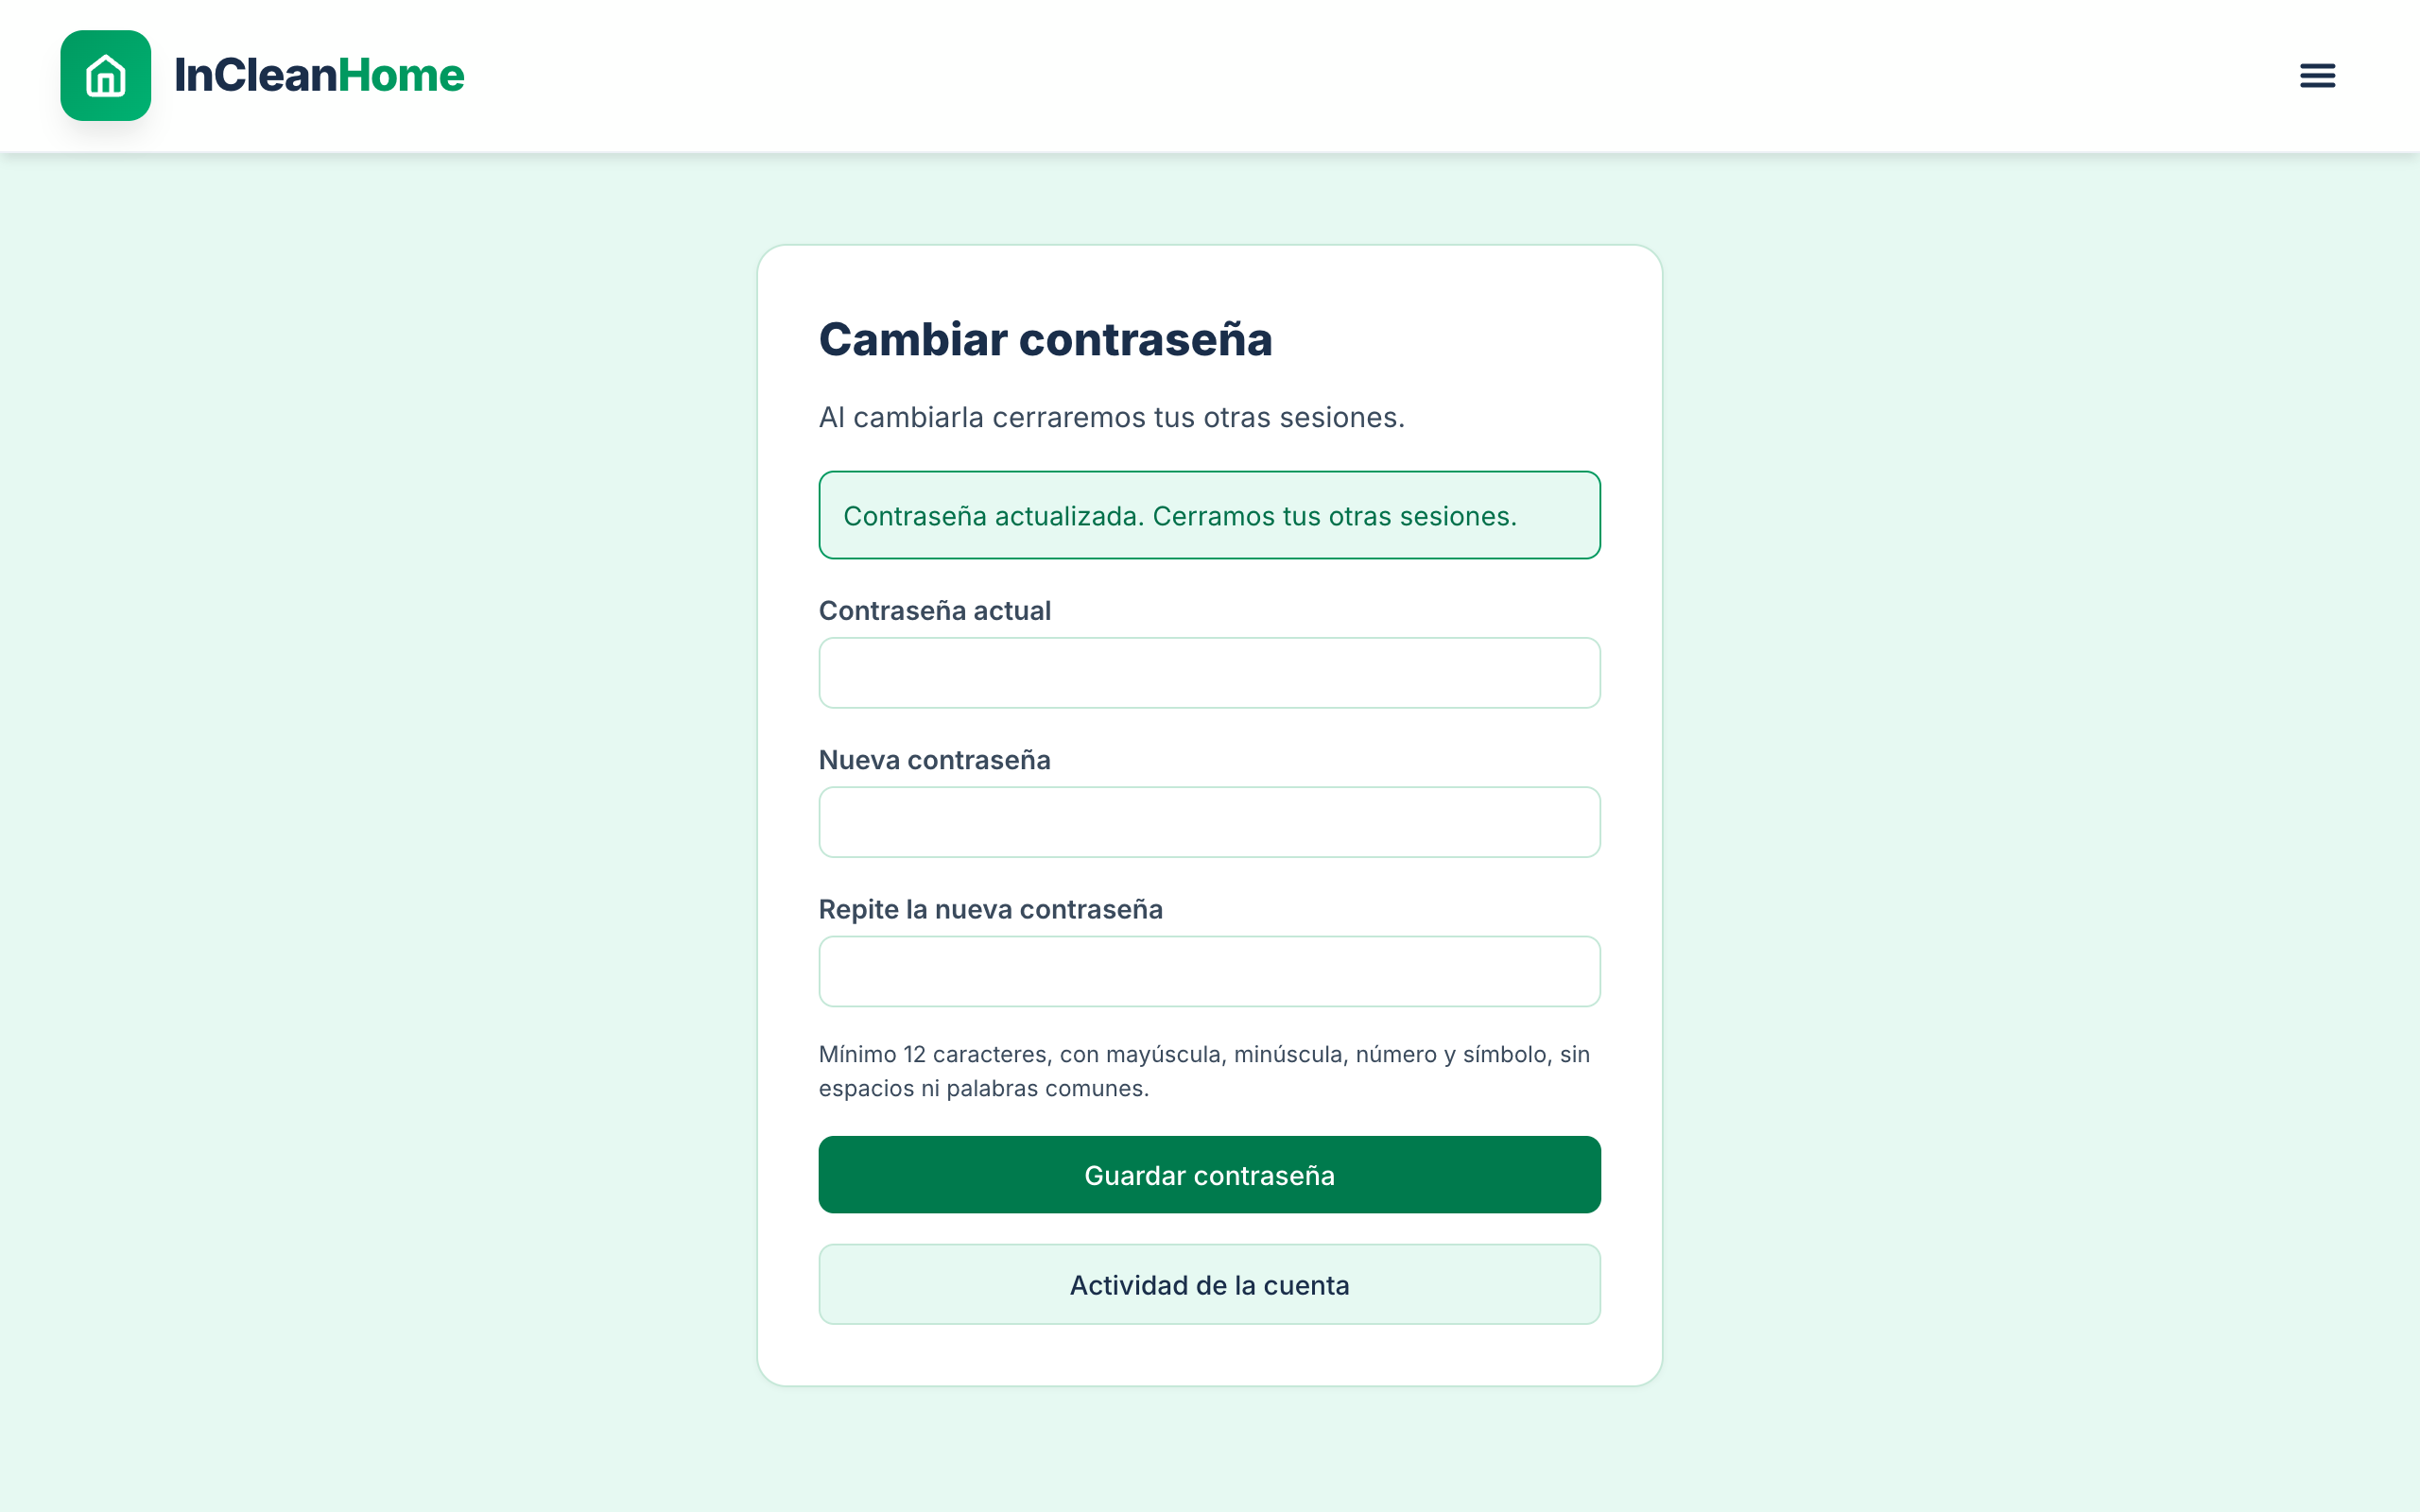 InCleanHome
Cambiar contraseña
Al cambiarla cerraremos tus otras sesiones.
Contraseña actualizada. Cerramos tus otras sesiones.
Contraseña actual
Nueva contraseña
Repite la nueva contraseña
Mínimo 12 caracteres, con mayúscula, minúscula, número y símbolo, sin
espacios ni palabras comunes.
Guardar contraseña
Actividad de la cuenta